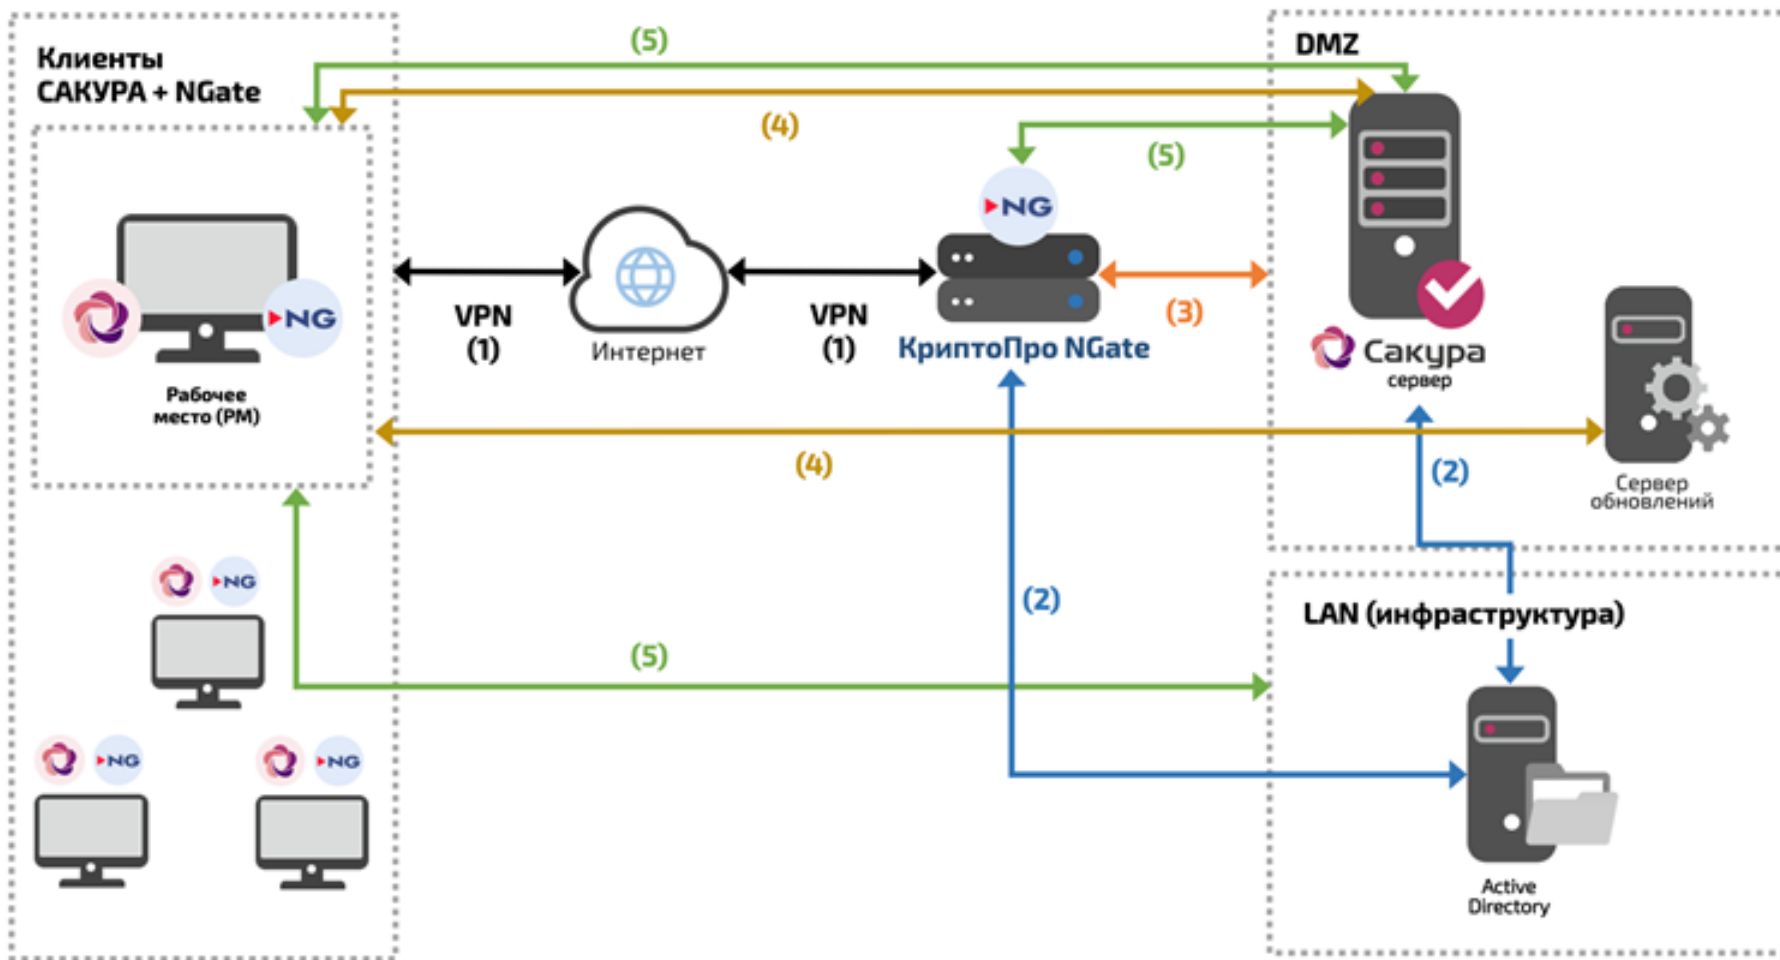 Клиенты
САКУРА + NGate
(5)
DMZ
(4)
(5)
NG
NG
VPN
(1)
Интернет
VPN
(1)
КриптоПро NGate
(3)
Сакура
сервер
Рабочее
место (РМ)
(4)
(2)
Сервер
обновлений
NG
(2)
LAN (инфраструктура)
(5)
NG
NG
Active
Directory